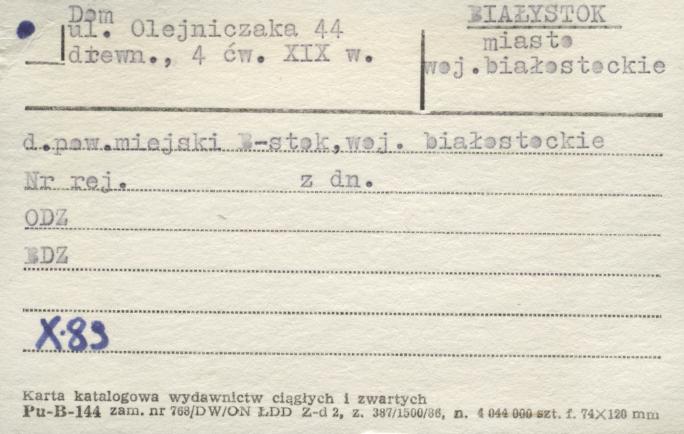 Dom
ul. Olejniczaka 44
drewn., 4 ćw. XIX w.
BIAŁYSTOK
miasto
woj.białostockie
d.pow.miejski B-stok,woj. białostockie
Nr rej. z dn.
ODZ
BDZ
X.89
Karta katalogowa wydawnictw ciągłych i zwartych
Pu-B-144 zam. nr 768/DW/ON ŁDD Z-d 2, z. 387/1500/86, n. 4 044 000 szt. f. 74×120 mm